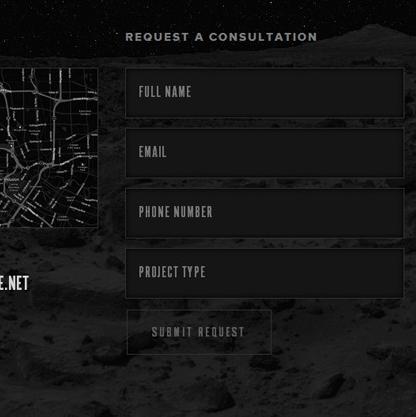 REQUEST A CONSULTATION
FULL NAME
EMAIL
PHONE NUMBER
PROJECT TYPE
E.NET
SUBMIT REQUEST